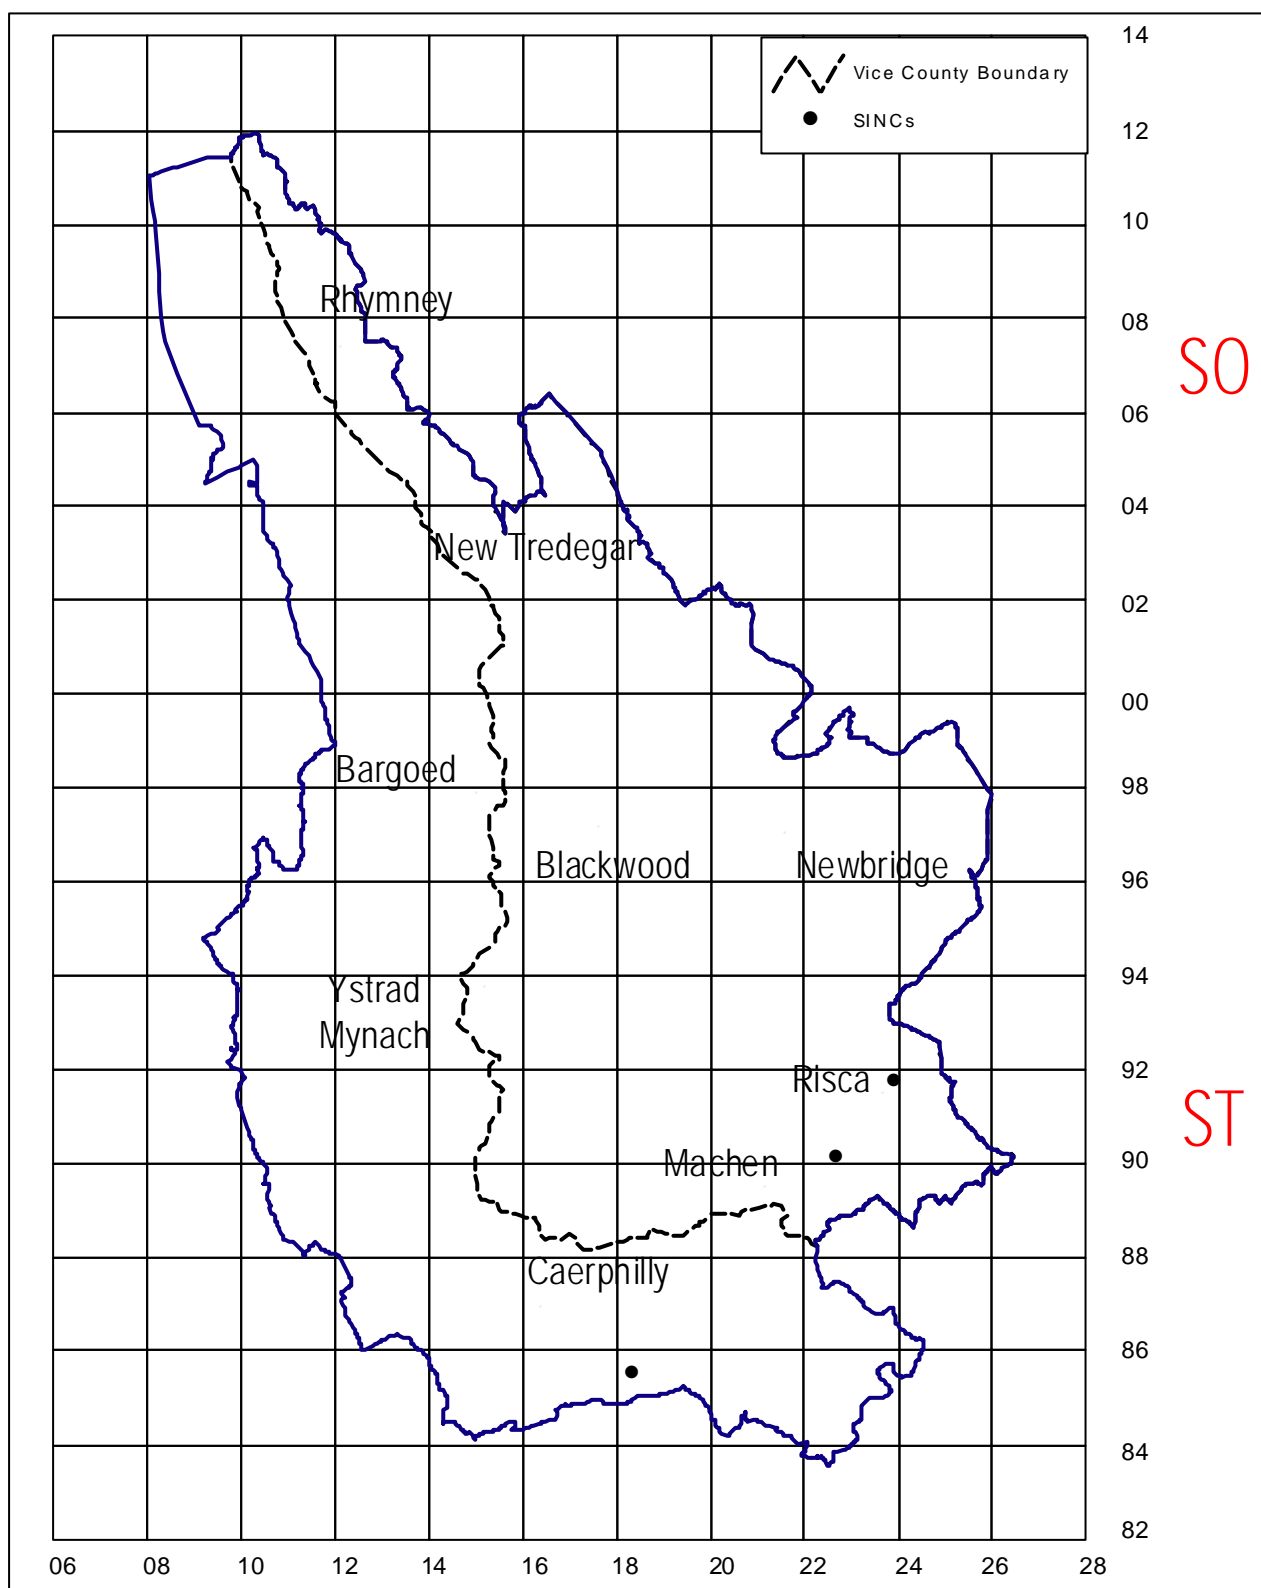 14
Vice County Boundary
SINCs
12
10
Rhymney
08
SO
06
04
New Tredegar
02
00
Bargoed
98
Blackwood
Newbridge
96
94
Ystrad
Mynach
92
Risca
ST
Machen
90
88
Caerphilly
86
84
82
06 08 10 12 14 16 18 20 22 24 26 28